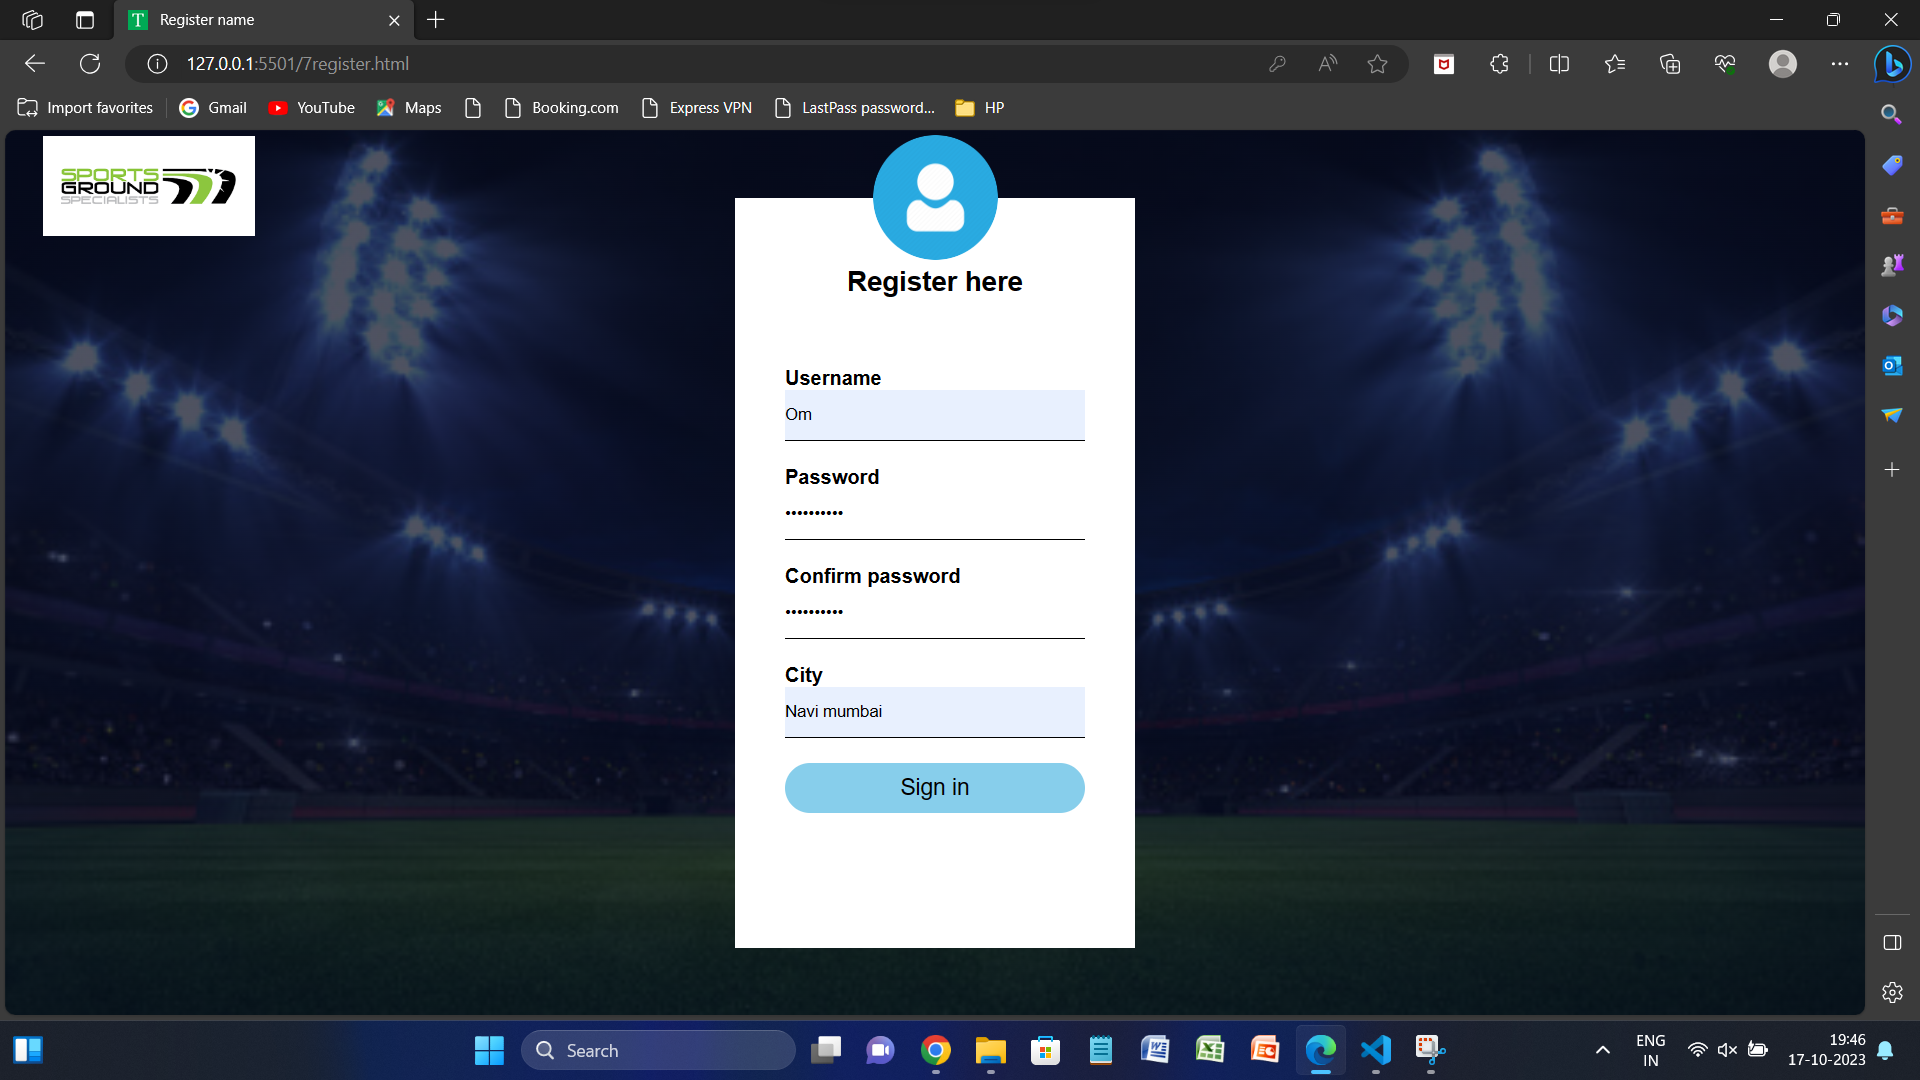 T Register name
127.0.0.1:5501/7register.html
Import favorites Gmail YouTube Maps Booking.com Express VPN LastPass password... HP
SPORTS
GROUND
SPECIALISTS
Register here
Username
Om
Password
••••••••••
Confirm password
••••••••••
City
Navi mumbai
Sign in
Search
ENG
IN
19:46
17-10-2023